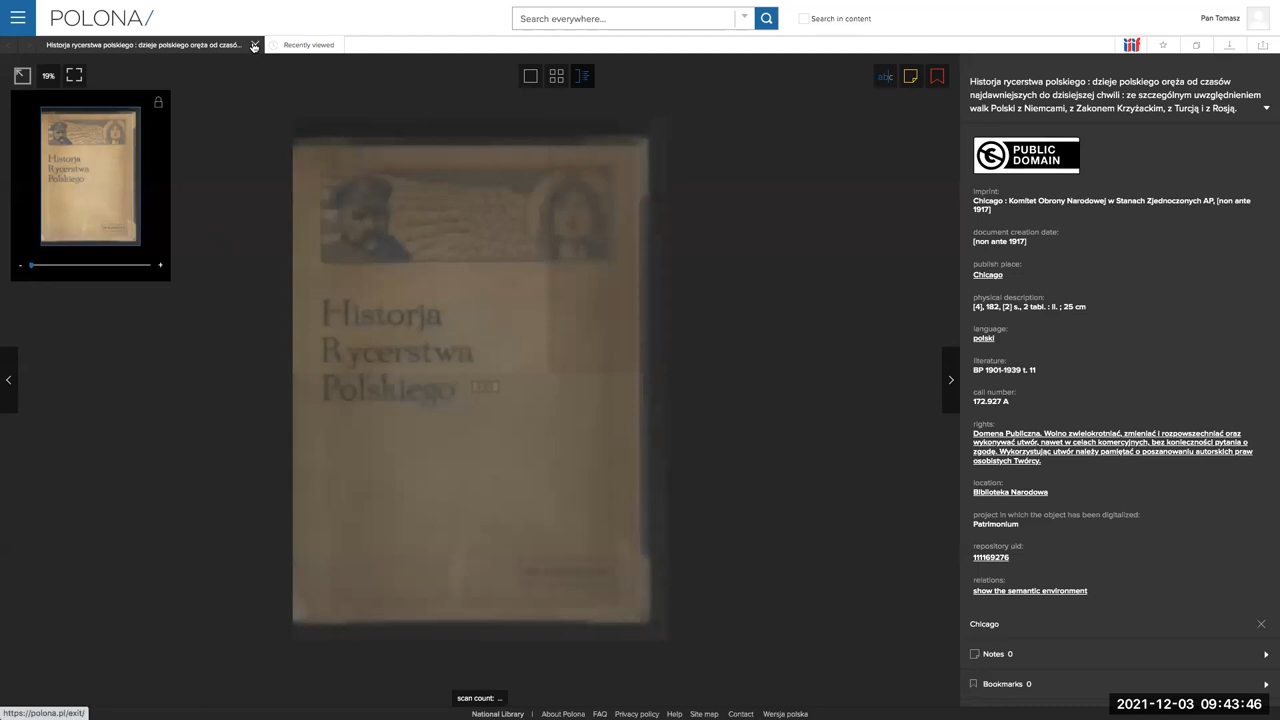 POLONA/
Search everywhere...
Search in content
Pan Tomasz
Historja rycerstwa polskiego : dzieje polskiego oręża od czasó...
Recently viewed
19%
abc
Historja
Rycerstwa
Polskiego
Historja
Rycerstwa
Polskiego
- +
scan count: ...
Historja rycerstwa polskiego : dzieje polskiego oręża od czasów
najdawniejszych do dzisiejszej chwili : ze szczególnym uwzględnieniem
walk Polski z Niemcami, z Zakonem Krzyżackim, z Turcją i z Rosją.
PUBLIC
DOMAIN
imprint:
Chicago : Komitet Obrony Narodowej w Stanach Zjednoczonych AP, [non ante
1917]
document creation date:
[non ante 1917]
publish place:
Chicago
physical description:
[4], 182, [2] s., 2 tabl. : il. ; 25 cm
language:
polski
literature:
BP 1901-1939 t. 11
call number:
172.927 A
rights:
Domena Publiczna. Wolno zwielokrotniać, zmieniać i rozpowszechniać oraz
wykonywać utwór, nawet w celach komercyjnych, bez konieczności pytania o
zgodę. Wykorzystując utwór należy pamiętać o poszanowaniu autorskich praw
osobistych Twórcy.
location:
Biblioteka Narodowa
project in which the object has been digitalized:
Patrimonium
repository uid:
111169276
relations:
show the semantic environment
Chicago
Notes 0
Bookmarks 0
2021-12-03 09:43:46
https://polona.pl/exit/
National Library | About Polona FAQ Privacy policy Help Site map Contact Wersja polska